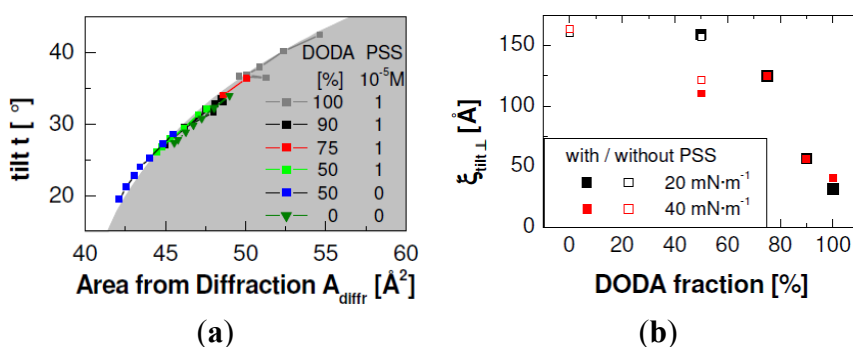 40
30
20
tilt t [°]
DODA PSS
[%] 10⁻⁵M
100 1
90 1
75 1
50 1
50 0
0 0
40 45 50 55 60
Area from Diffraction A_diffr [Å²]
(a)
150
100
50
0
ξ_tilt⊥ [Å]
with / without PSS
20 mN·m⁻¹
40 mN·m⁻¹
0 20 40 60 80 100
DODA fraction [%]
(b)